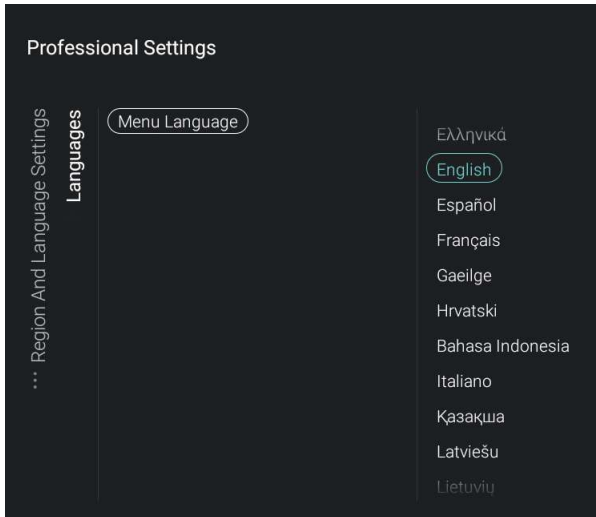 Professional Settings
... Region And Language Settings
Languages
Menu Language
Ελληνικά
English
Español
Français
Gaeilge
Hrvatski
Bahasa Indonesia
Italiano
Қазақша
Latviešu
Lietuvių